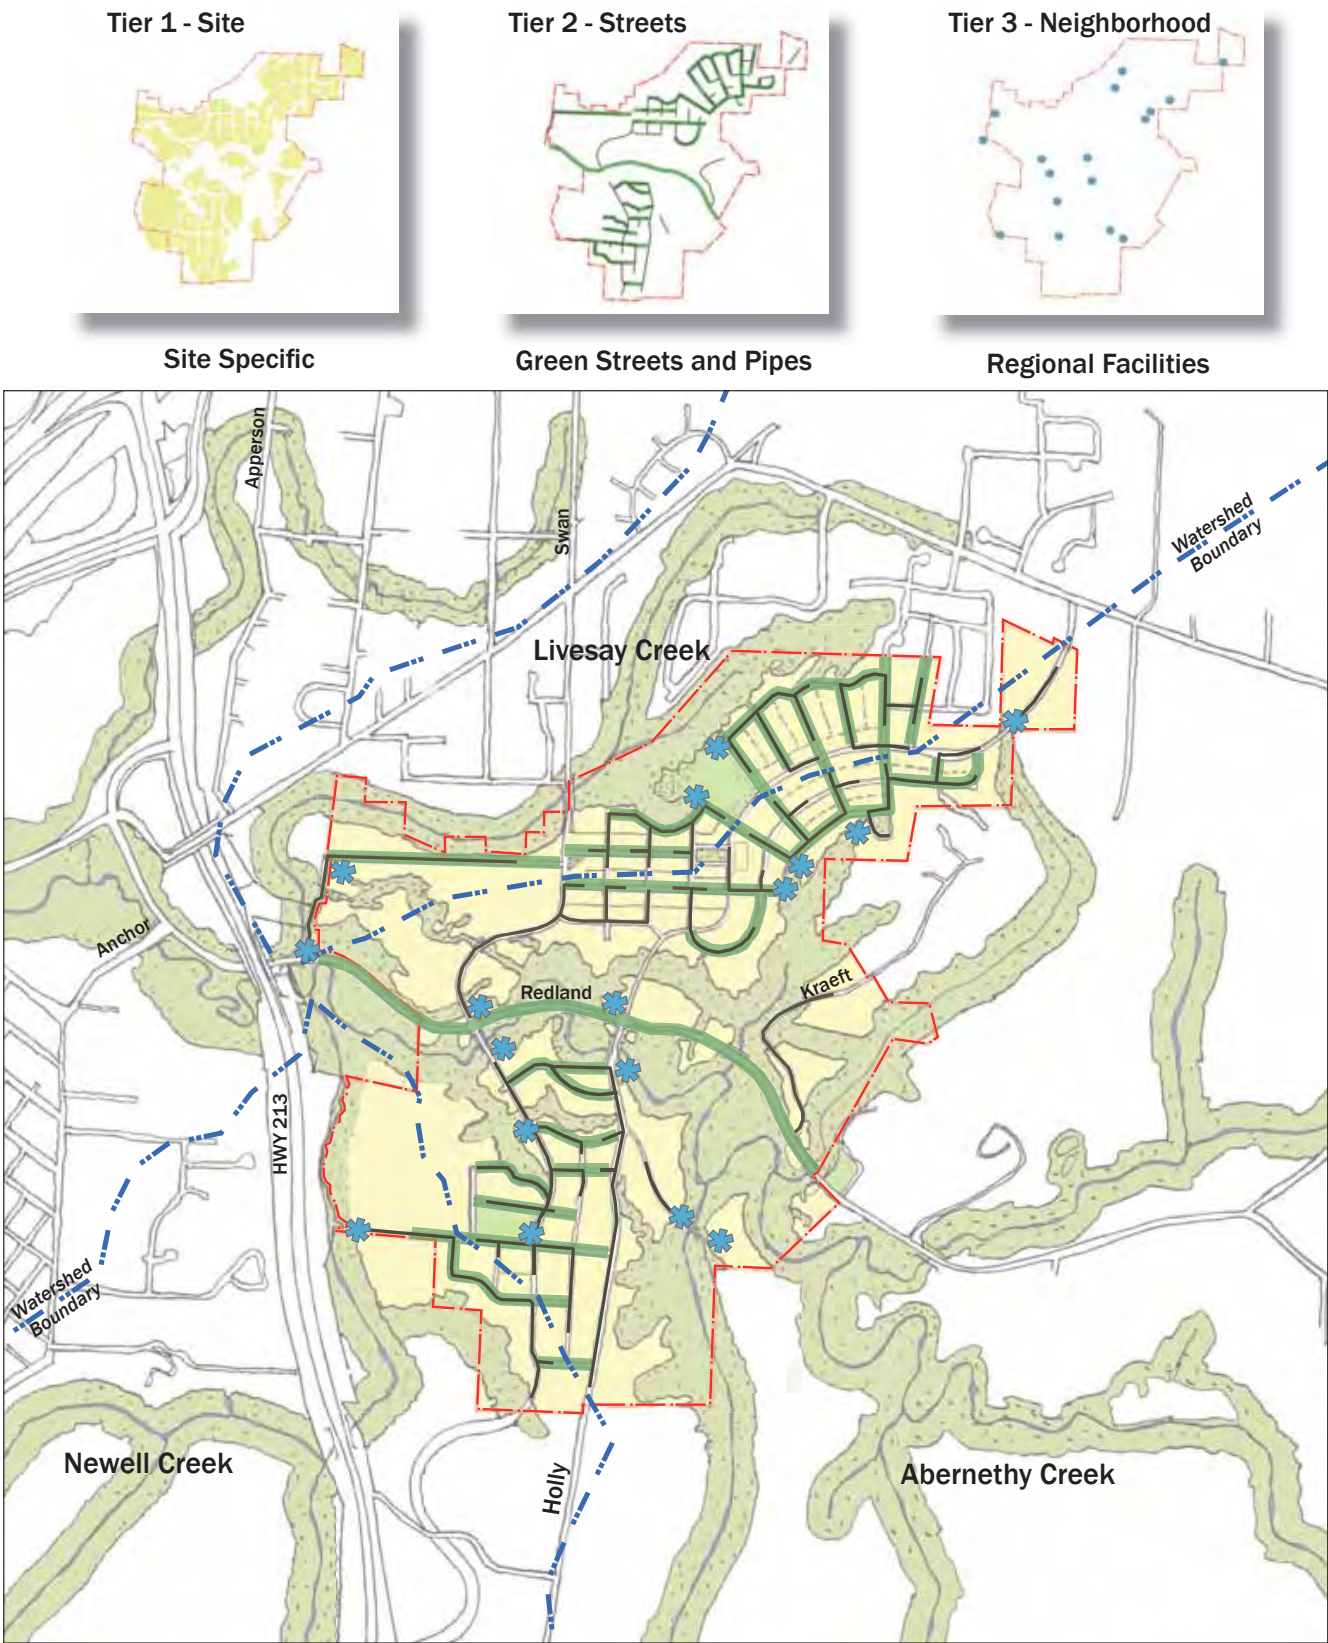 Tier 1 - Site
Tier 2 - Streets
Tier 3 - Neighborhood
Site Specific
Green Streets and Pipes
Regional Facilities
Apperson
Swan
Watershed
Boundary
Livesay Creek
Anchor
Redland
Kraeft
HWY 213
Watershed
Boundary
Newell Creek
Holly
Abernethy Creek